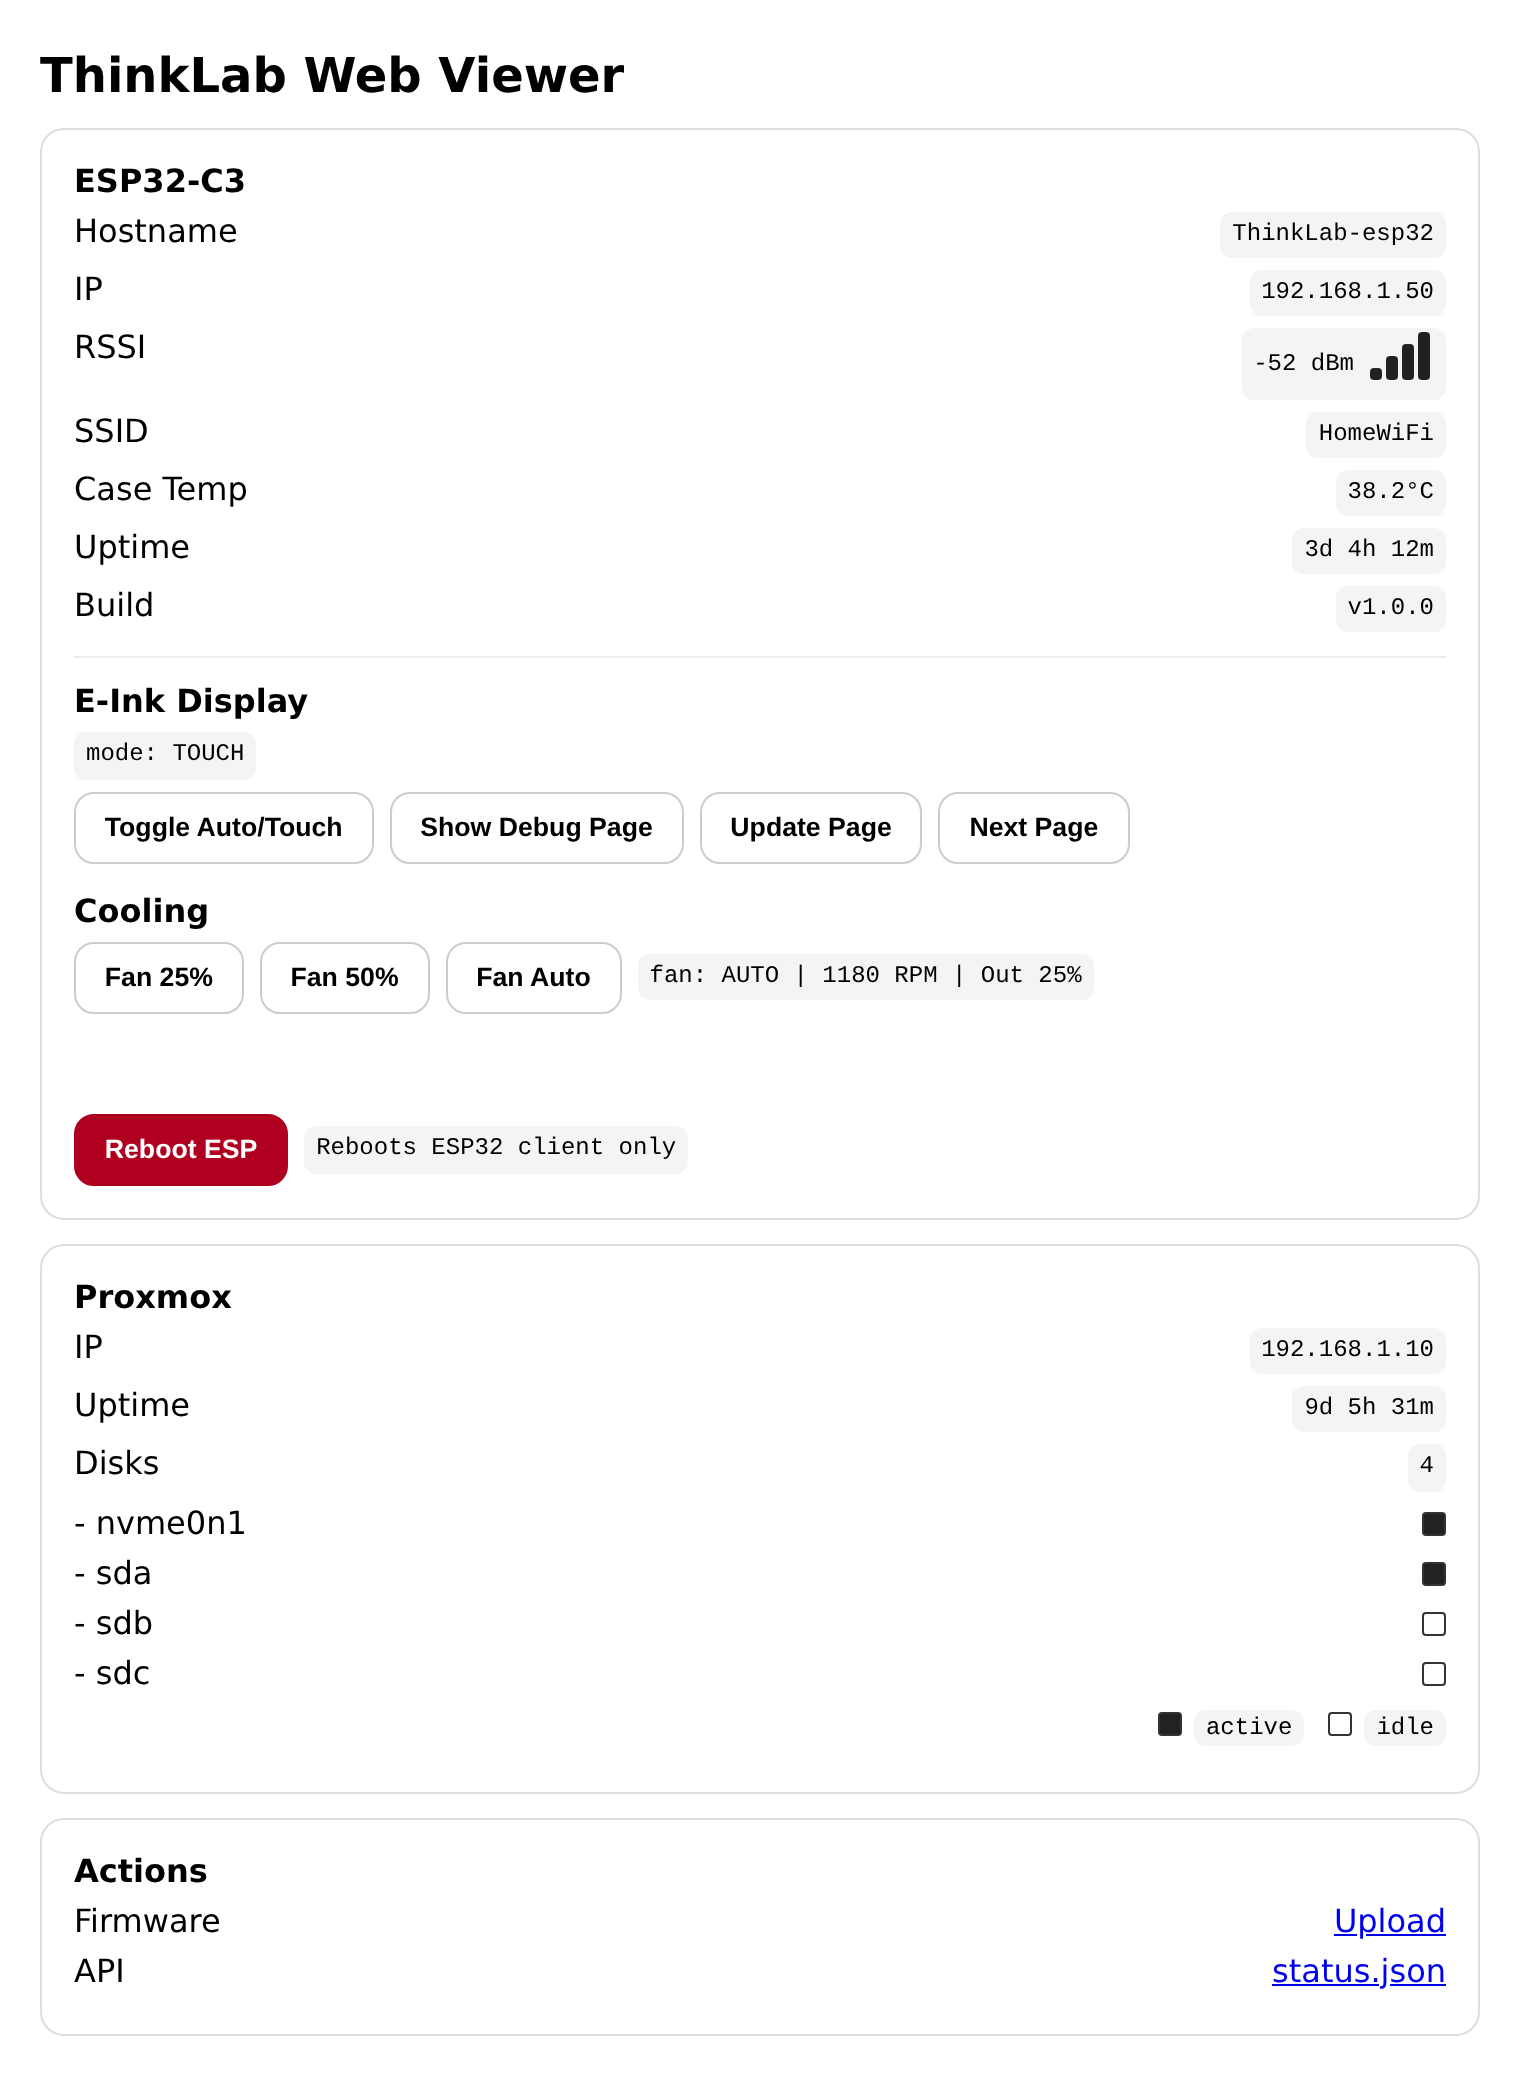 ThinkLab Web Viewer
ESP32-C3
Hostname ThinkLab-esp32
IP 192.168.1.50
RSSI -52 dBm
SSID HomeWiFi
Case Temp 38.2°C
Uptime 3d 4h 12m
Build v1.0.0
E-Ink Display
mode: TOUCH
Toggle Auto/Touch Show Debug Page Update Page Next Page
Cooling
Fan 25% Fan 50% Fan Auto fan: AUTO | 1180 RPM | Out 25%
Reboot ESP Reboots ESP32 client only
Proxmox
IP 192.168.1.10
Uptime 9d 5h 31m
Disks 4
- nvme0n1
- sda
- sdb
- sdc
active idle
Actions
Firmware Upload
API status.json